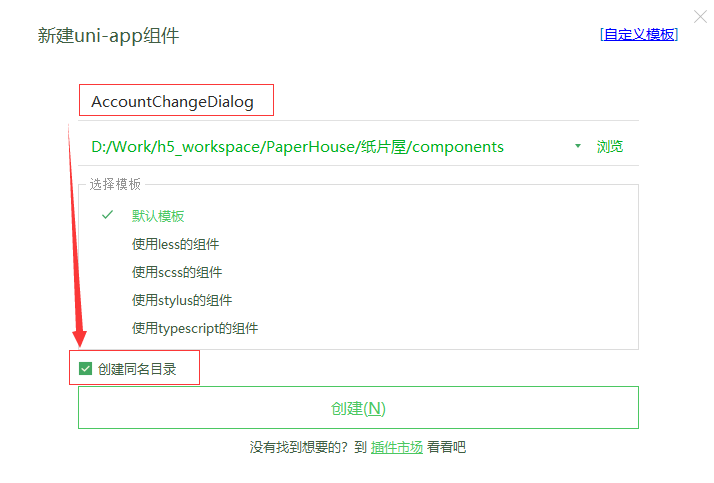 新建uni-app组件 [自定义模板]
AccountChangeDialog
D:/Work/h5_workspace/PaperHouse/纸片屋/components 浏览
选择模板
默认模板
使用less的组件
使用scss的组件
使用stylus的组件
使用typescript的组件
创建同名目录
创建(N)
没有找到想要的？到 插件市场 看看吧